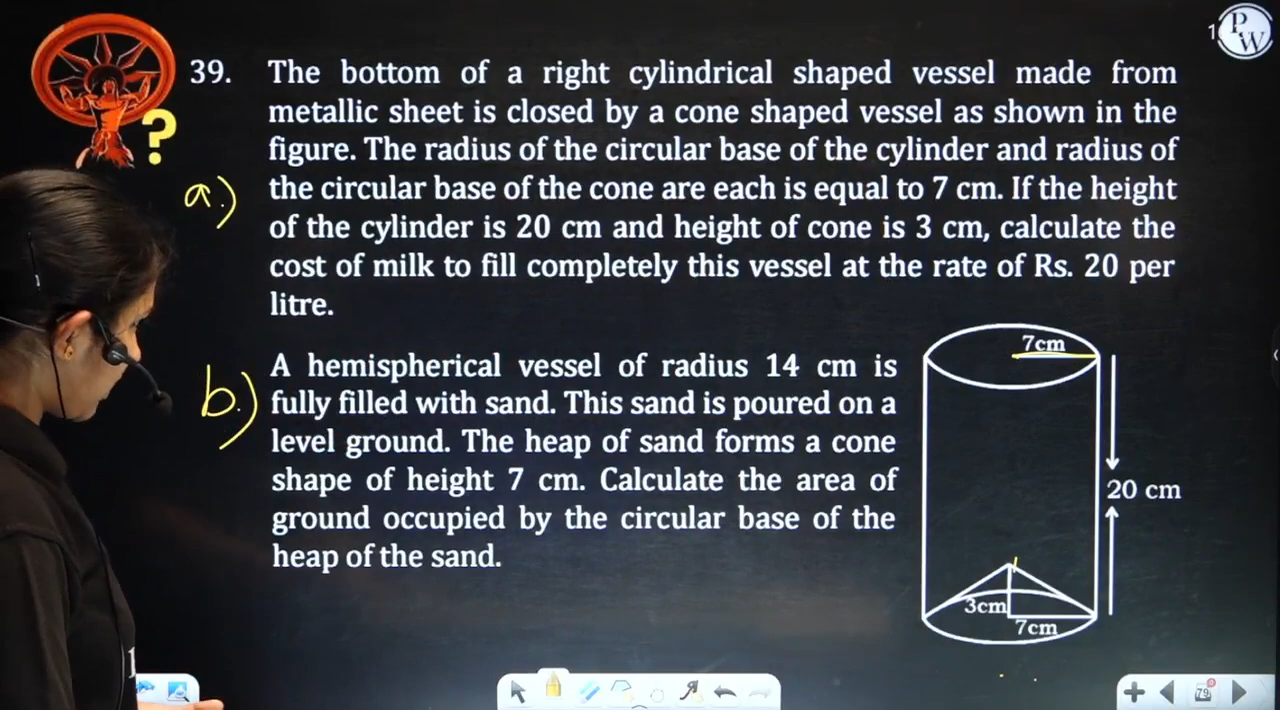 1 PW
39. The bottom of a right cylindrical shaped vessel made from
metallic sheet is closed by a cone shaped vessel as shown in the
figure. The radius of the circular base of the cylinder and radius of
a.) the circular base of the cone are each is equal to 7 cm. If the height
of the cylinder is 20 cm and height of cone is 3 cm, calculate the
cost of milk to fill completely this vessel at the rate of Rs. 20 per
litre.
?
A hemispherical vessel of radius 14 cm is
b.) fully filled with sand. This sand is poured on a
level ground. The heap of sand forms a cone
shape of height 7 cm. Calculate the area of
ground occupied by the circular base of the
heap of the sand.
7cm
20 cm
3cm
7cm
79